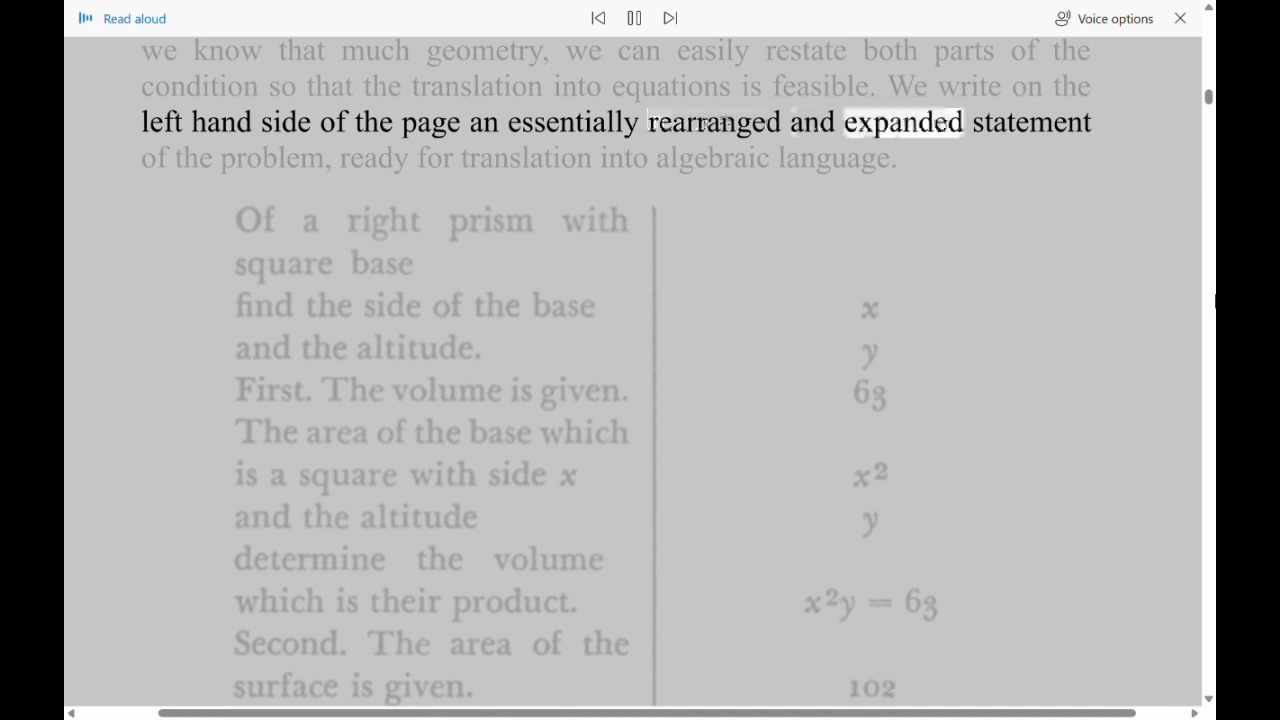 Read aloud
Voice options
we know that much geometry, we can easily restate both parts of the
condition so that the translation into equations is feasible. We write on the
left hand side of the page an essentially rearranged and expanded statement
of the problem, ready for translation into algebraic language.
Of a right prism with
square base
find the side of the base x
and the altitude. y
First. The volume is given. 63
The area of the base which
is a square with side x x²
and the altitude y
determine the volume
which is their product. x²y = 63
Second. The area of the
surface is given. 102